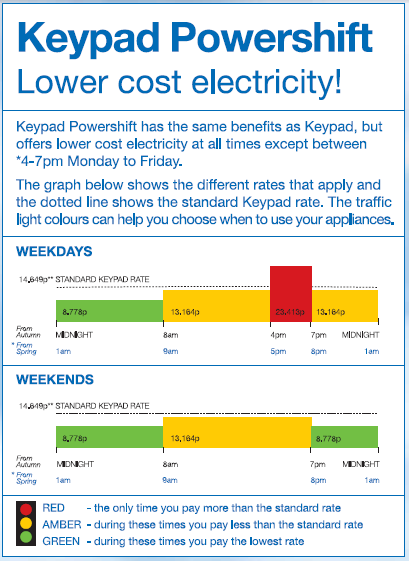 Keypad Powershift
Lower cost electricity!
Keypad Powershift has the same benefits as Keypad, but
offers lower cost electricity at all times except between
*4-7pm Monday to Friday.
The graph below shows the different rates that apply and
the dotted line shows the standard Keypad rate. The traffic
light colours can help you choose when to use your appliances.
WEEKDAYS
14.649p** STANDARD KEYPAD RATE
8.778p 13.164p 23.413p 13.164p
From Autumn MIDNIGHT 8am 4pm 7pm MIDNIGHT
* From Spring 1am 9am 5pm 8pm 1am
WEEKENDS
14.649p** STANDARD KEYPAD RATE
8.778p 13,164p 8.778p
From Autumn MIDNIGHT 8am 7pm MIDNIGHT
* From Spring 1am 9am 8pm 1am
RED - the only time you pay more than the standard rate
AMBER - during these times you pay less than the standard rate
GREEN - during these times you pay the lowest rate